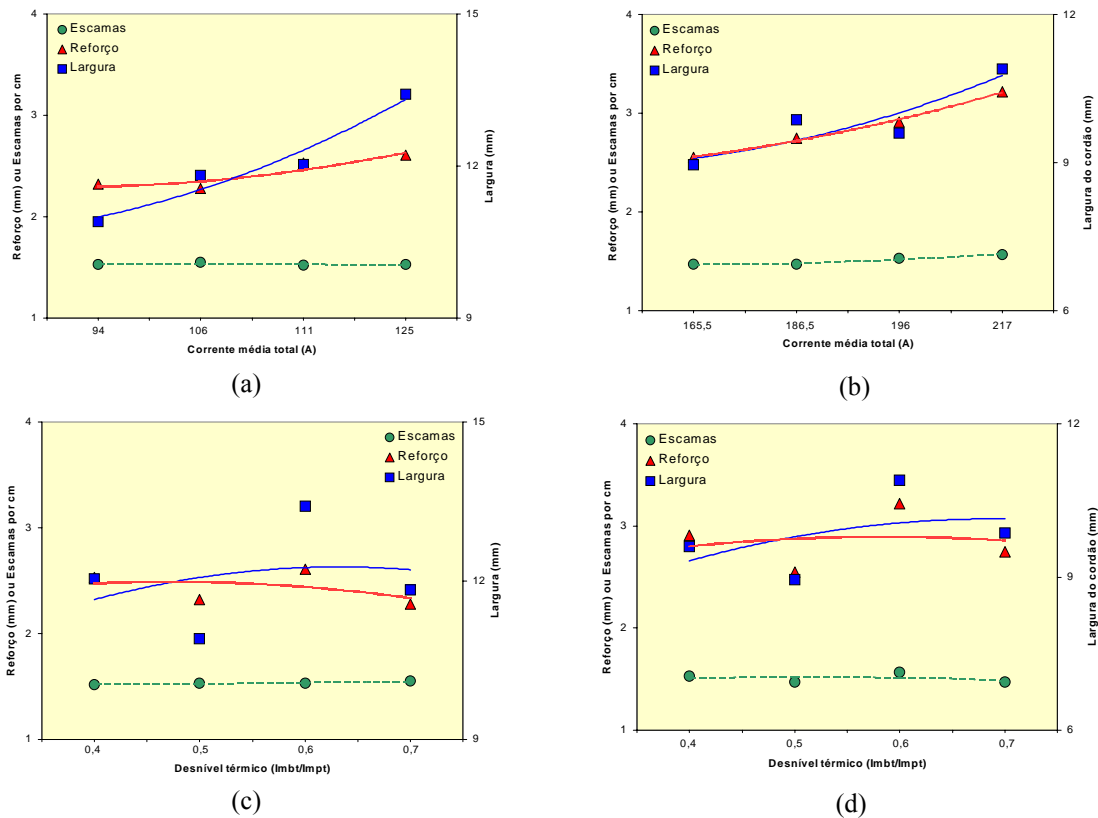 Escamas
Reforço
Largura
4
3
2
1
15
12
9
94
106
111
125
Reforço (mm) ou Escamas por cm
Largura (mm)
Corrente média total (A)
(a)
Escamas
Reforço
Largura
4
3
2
1
12
9
6
165,5
186,5
196
217
Reforço (mm) ou Escamas por cm
Largura do cordão (mm)
Corrente média total (A)
(b)
Escamas
Reforço
Largura
4
3
2
1
15
12
9
0,4
0,5
0,6
0,7
Reforço (mm) ou Escamas por cm
Largura (mm)
Desnível térmico (Imbt/Impt)
(c)
Escamas
Reforço
Largura
4
3
2
1
12
9
6
0,4
0,5
0,6
0,7
Reforço (mm) ou Escamas por cm
Largura do cordão (mm)
Desnível térmico (Imbt/Impt)
(d)